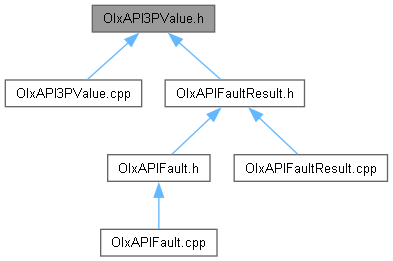 OlxAPI3PValue.h
OlxAPI3PValue.cpp
OlxAPIFaultResult.h
OlxAPIFault.h
OlxAPIFaultResult.cpp
OlxAPIFault.cpp